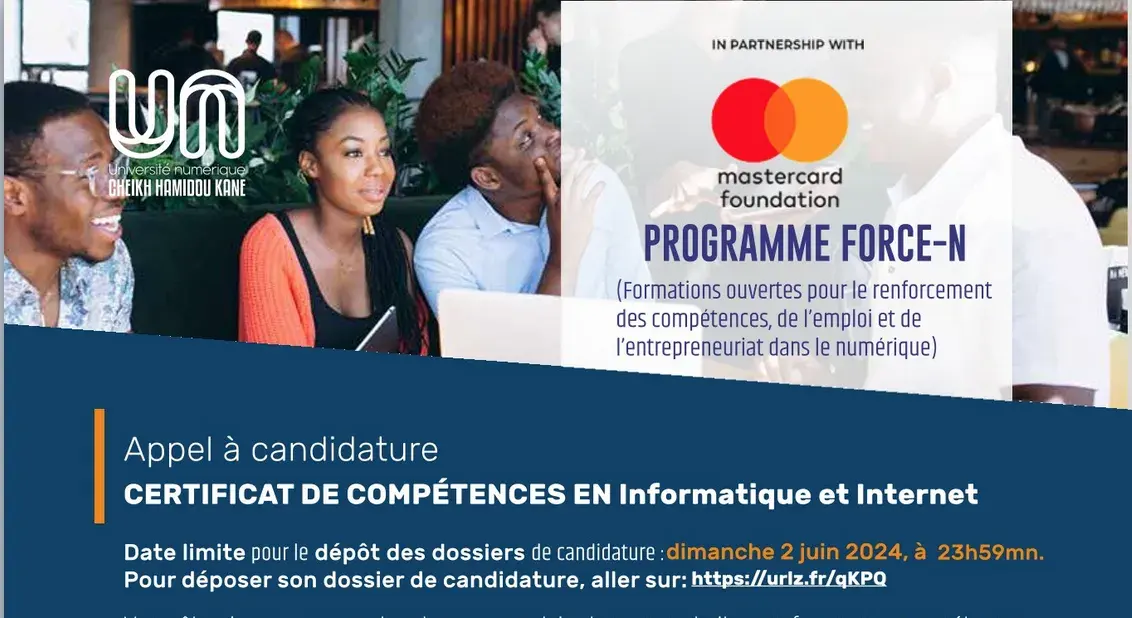 IN PARTNERSHIP WITH
mastercard
foundation
Université numérique
CHEIKH HAMIDOU KANE
PROGRAMME FORCE-N
(Formations ouvertes pour le renforcement
des compétences, de l'emploi et de
l'entrepreneuriat dans le numérique)
Appel à candidature
CERTIFICAT DE COMPÉTENCES EN Informatique et Internet
Date limite pour le dépôt des dossiers de candidature : dimanche 2 juin 2024, à 23h59mn.
Pour déposer son dossier de candidature, aller sur: https://urlz.fr/qKPQ